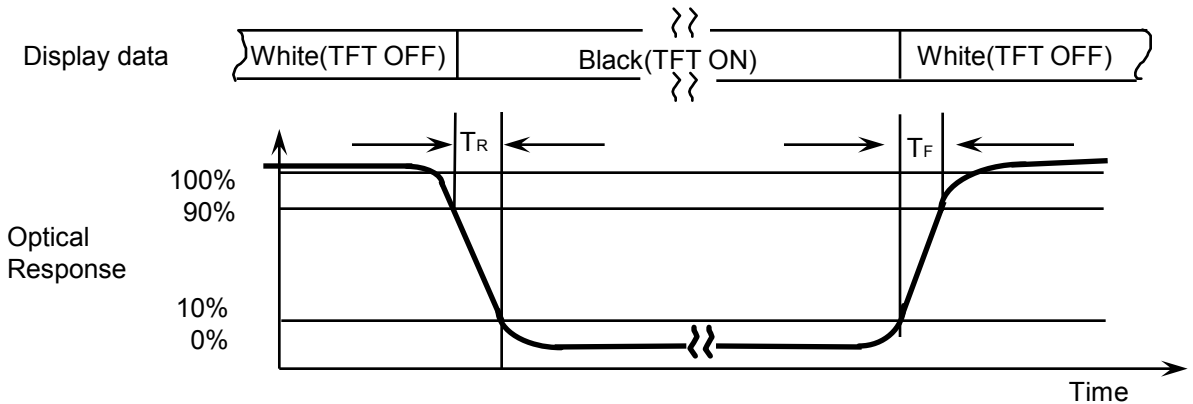 Display data
White(TFT OFF)
Black(TFT ON)
White(TFT OFF)
TR
TF
100%
90%
Optical
Response
10%
0%
Time